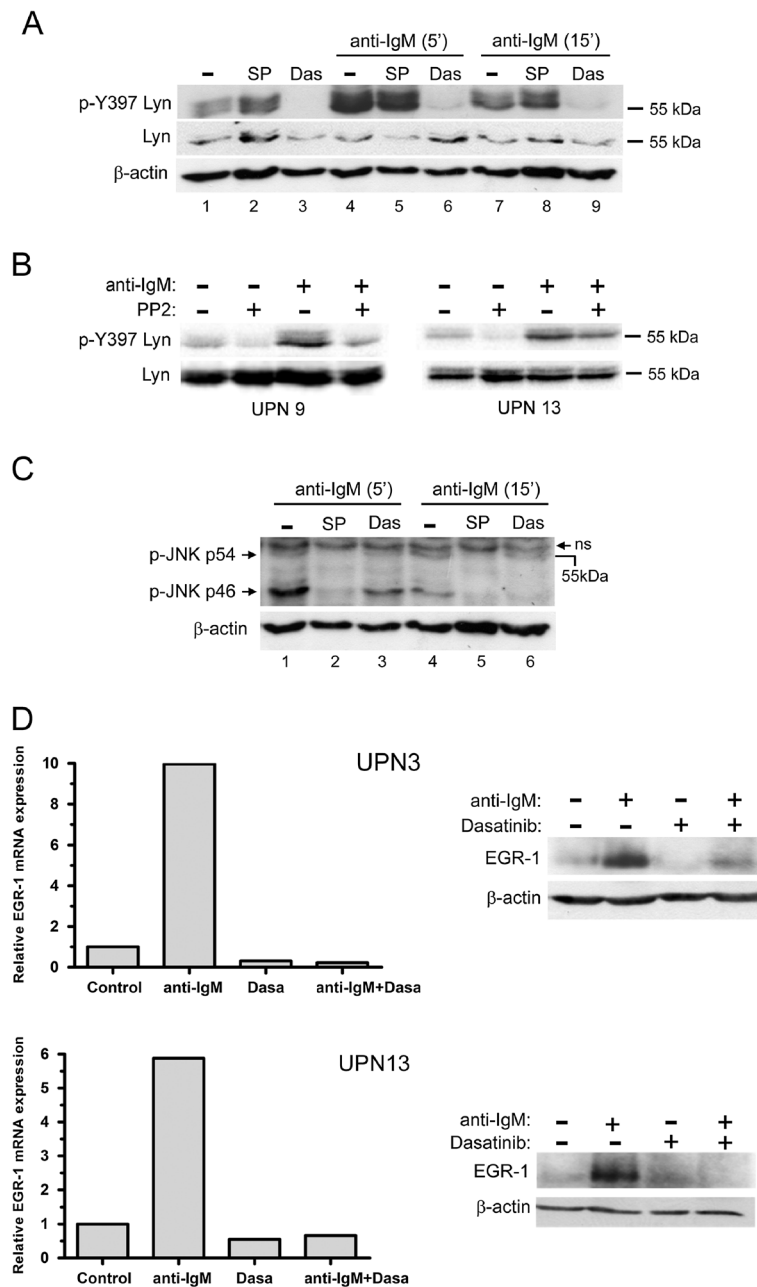 A
anti-IgM (5’) anti-IgM (15’)
– SP Das – SP Das – SP Das
p-Y397 Lyn 55 kDa
Lyn 55 kDa
β-actin
1 2 3 4 5 6 7 8 9
B
anti-IgM: – – + + – – + +
PP2: – + – + – + – +
p-Y397 Lyn 55 kDa
Lyn 55 kDa
UPN 9 UPN 13
C
anti-IgM (5’) anti-IgM (15’)
– SP Das – SP Das
ns
p-JNK p54
55kDa
p-JNK p46
β-actin
1 2 3 4 5 6
D
UPN3
Relative EGR-1 mRNA expression
10
8
6
4
2
0
Control anti-IgM Dasa anti-IgM+Dasa
anti-IgM: – + – +
Dasatinib: – – + +
EGR-1
β-actin
UPN13
Relative EGR-1 mRNA expression
6
5
4
3
2
1
0
Control anti-IgM Dasa anti-IgM+Dasa
anti-IgM: – + – +
Dasatinib: – – + +
EGR-1
β-actin